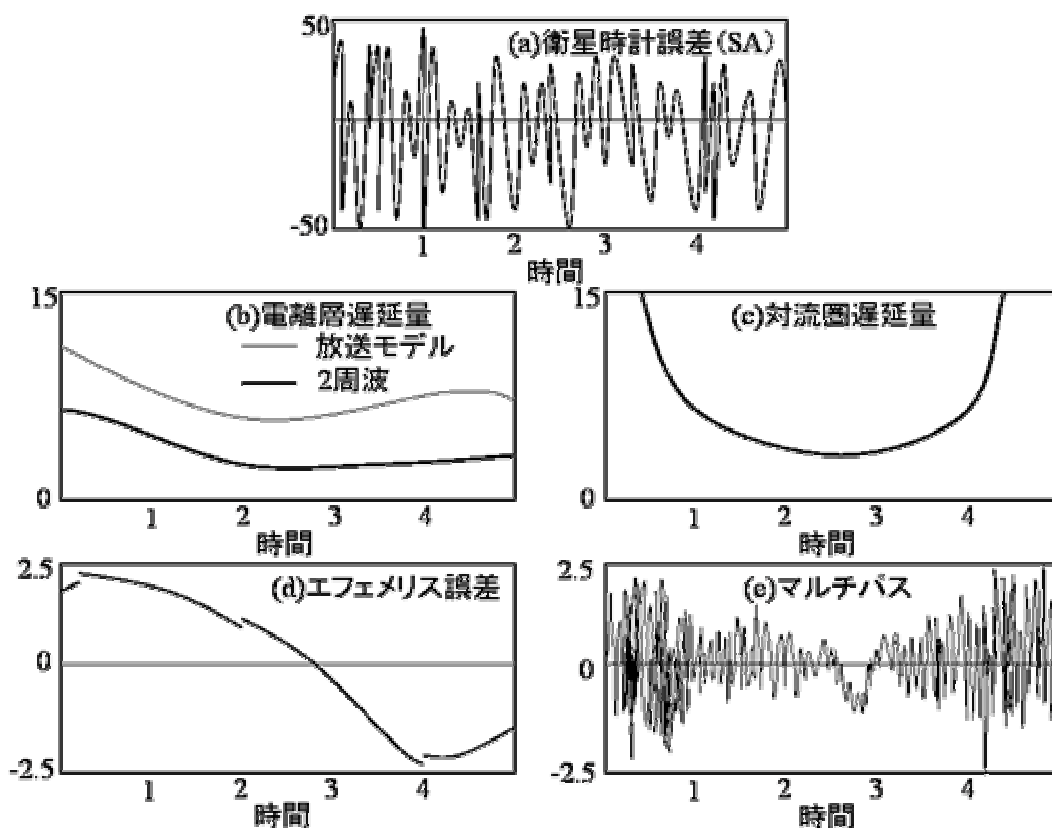 50
(a)衛星時計誤差(SA)
-50
1 2 3 4
時間
15
(b)電離層遅延量
放送モデル
2周波
0
1 2 3 4
時間
15
(c)対流圏遅延量
0
1 2 3 4
時間
2.5
(d)エフェメリス誤差
0
-2.5
1 2 3 4
時間
2.5
(e)マルチパス
0
-2.5
1 2 3 4
時間